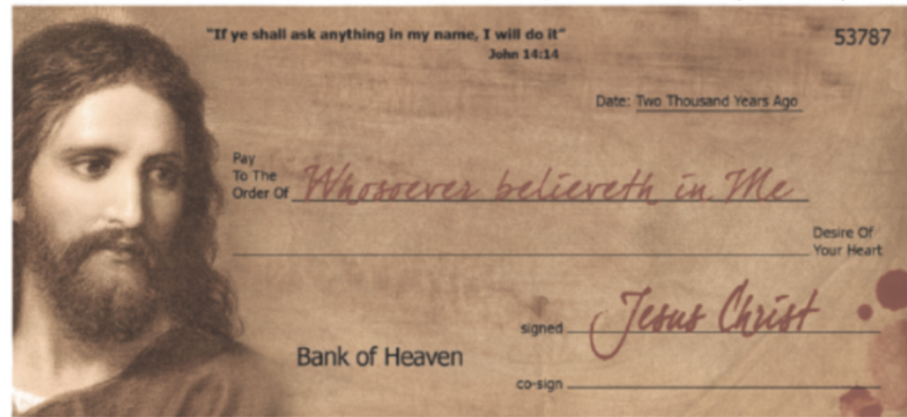 "If ye shall ask anything in my name, I will do it"
John 14:14
53787
Date: Two Thousand Years Ago
Pay
To The
Order Of Whosoever believeth in Me
Desire Of
Your Heart
signed Jesus Christ
Bank of Heaven
co-sign